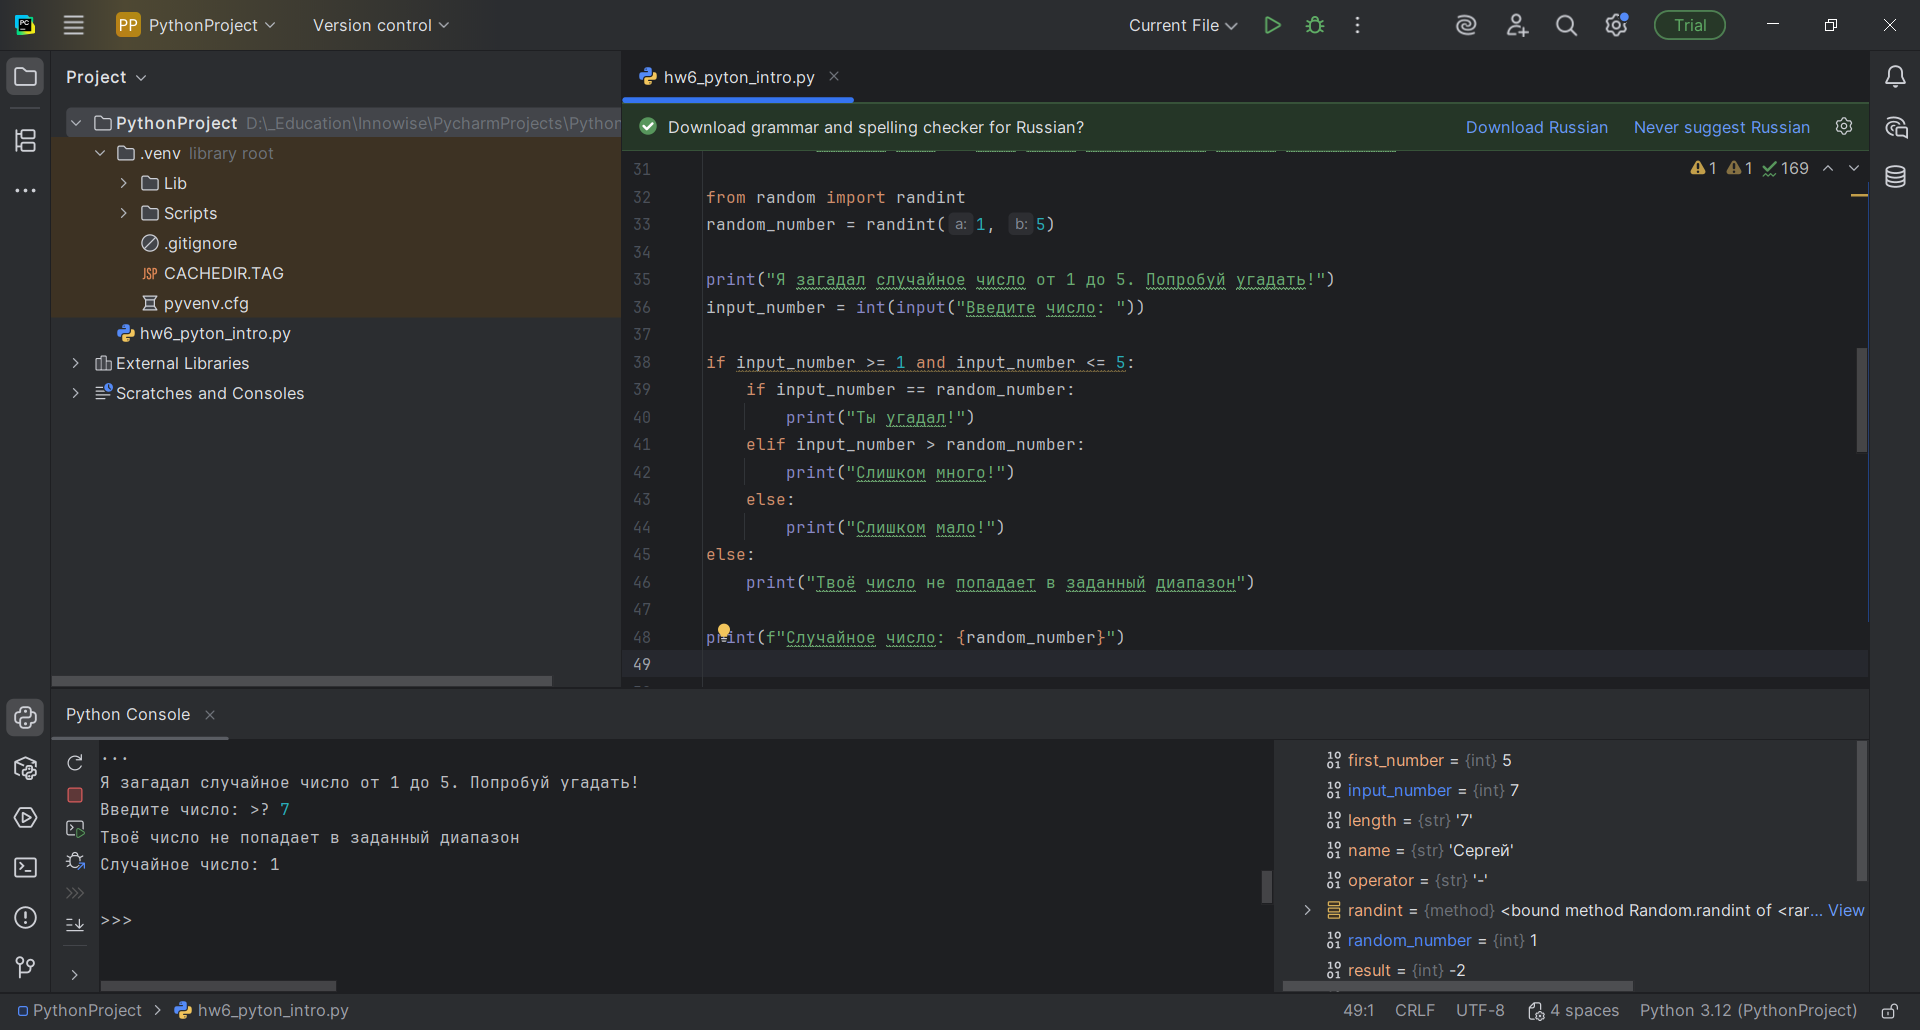 PP PythonProject
Version control
Current File
Trial
Project
PythonProject D:\_Education\Innowise\PycharmProjects\Python
.venv library root
Lib
Scripts
.gitignore
JSP CACHEDIR.TAG
pyvenv.cfg
hw6_pyton_intro.py
External Libraries
Scratches and Consoles
hw6_pyton_intro.py
Download grammar and spelling checker for Russian? Download Russian Never suggest Russian
1 1 169
31
32 from random import randint
33 random_number = randint( a: 1, b: 5)
34
35 print("Я загадал случайное число от 1 до 5. Попробуй угадать!")
36 input_number = int(input("Введите число: "))
37
38 if input_number >= 1 and input_number <= 5:
39 if input_number == random_number:
40 print("Ты угадал!")
41 elif input_number > random_number:
42 print("Слишком много!")
43 else:
44 print("Слишком мало!")
45 else:
46 print("Твоё число не попадает в заданный диапазон")
47
48 print(f"Случайное число: {random_number}")
49
Python Console
...
Я загадал случайное число от 1 до 5. Попробуй угадать!
Введите число: >? 7
Твоё число не попадает в заданный диапазон
Случайное число: 1
>>>
first_number = {int} 5
input_number = {int} 7
length = {str} '7'
name = {str} 'Сергей'
operator = {str} '-'
randint = {method} <bound method Random.randint of <rar... View
random_number = {int} 1
result = {int} -2
PythonProject > hw6_pyton_intro.py
49:1 CRLF UTF-8 4 spaces Python 3.12 (PythonProject)